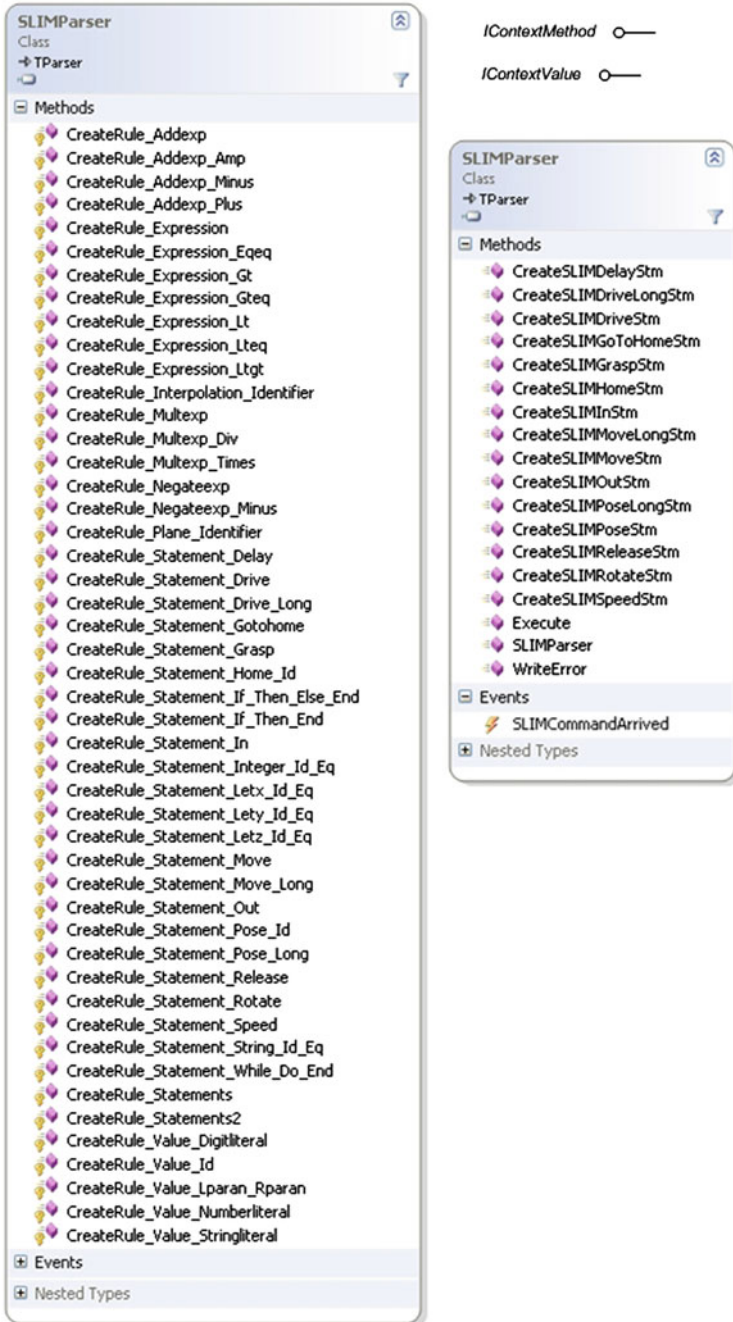 SLIMParser
Class
TParser
Methods
CreateRule_Addexp
CreateRule_Addexp_Amp
CreateRule_Addexp_Minus
CreateRule_Addexp_Plus
CreateRule_Expression
CreateRule_Expression_Eqeq
CreateRule_Expression_Gt
CreateRule_Expression_Gteq
CreateRule_Expression_Lt
CreateRule_Expression_Lteq
CreateRule_Expression_Ltgt
CreateRule_Interpolation_Identifier
CreateRule_Multexp
CreateRule_Multexp_Div
CreateRule_Multexp_Times
CreateRule_Negateexp
CreateRule_Negateexp_Minus
CreateRule_Plane_Identifier
CreateRule_Statement_Delay
CreateRule_Statement_Drive
CreateRule_Statement_Drive_Long
CreateRule_Statement_Gotohome
CreateRule_Statement_Grasp
CreateRule_Statement_Home_Id
CreateRule_Statement_If_Then_Else_End
CreateRule_Statement_If_Then_End
CreateRule_Statement_In
CreateRule_Statement_Integer_Id_Eq
CreateRule_Statement_Letx_Id_Eq
CreateRule_Statement_Lety_Id_Eq
CreateRule_Statement_Letz_Id_Eq
CreateRule_Statement_Move
CreateRule_Statement_Move_Long
CreateRule_Statement_Out
CreateRule_Statement_Pose_Id
CreateRule_Statement_Pose_Long
CreateRule_Statement_Release
CreateRule_Statement_Rotate
CreateRule_Statement_Speed
CreateRule_Statement_String_Id_Eq
CreateRule_Statement_While_Do_End
CreateRule_Statements
CreateRule_Statements2
CreateRule_Value_Digitliteral
CreateRule_Value_Id
CreateRule_Value_Lparan_Rparan
CreateRule_Value_Numberliteral
CreateRule_Value_Stringliteral
Events
Nested Types
IContextMethod
IContextValue
SLIMParser
Class
TParser
Methods
CreateSLIMDelayStm
CreateSLIMDriveLongStm
CreateSLIMDriveStm
CreateSLIMGoToHomeStm
CreateSLIMGraspStm
CreateSLIMHomeStm
CreateSLIMInStm
CreateSLIMMoveLongStm
CreateSLIMMoveStm
CreateSLIMOutStm
CreateSLIMPoseLongStm
CreateSLIMPoseStm
CreateSLIMReleaseStm
CreateSLIMRotateStm
CreateSLIMSpeedStm
Execute
SLIMParser
WriteError
Events
SLIMCommandArrived
Nested Types